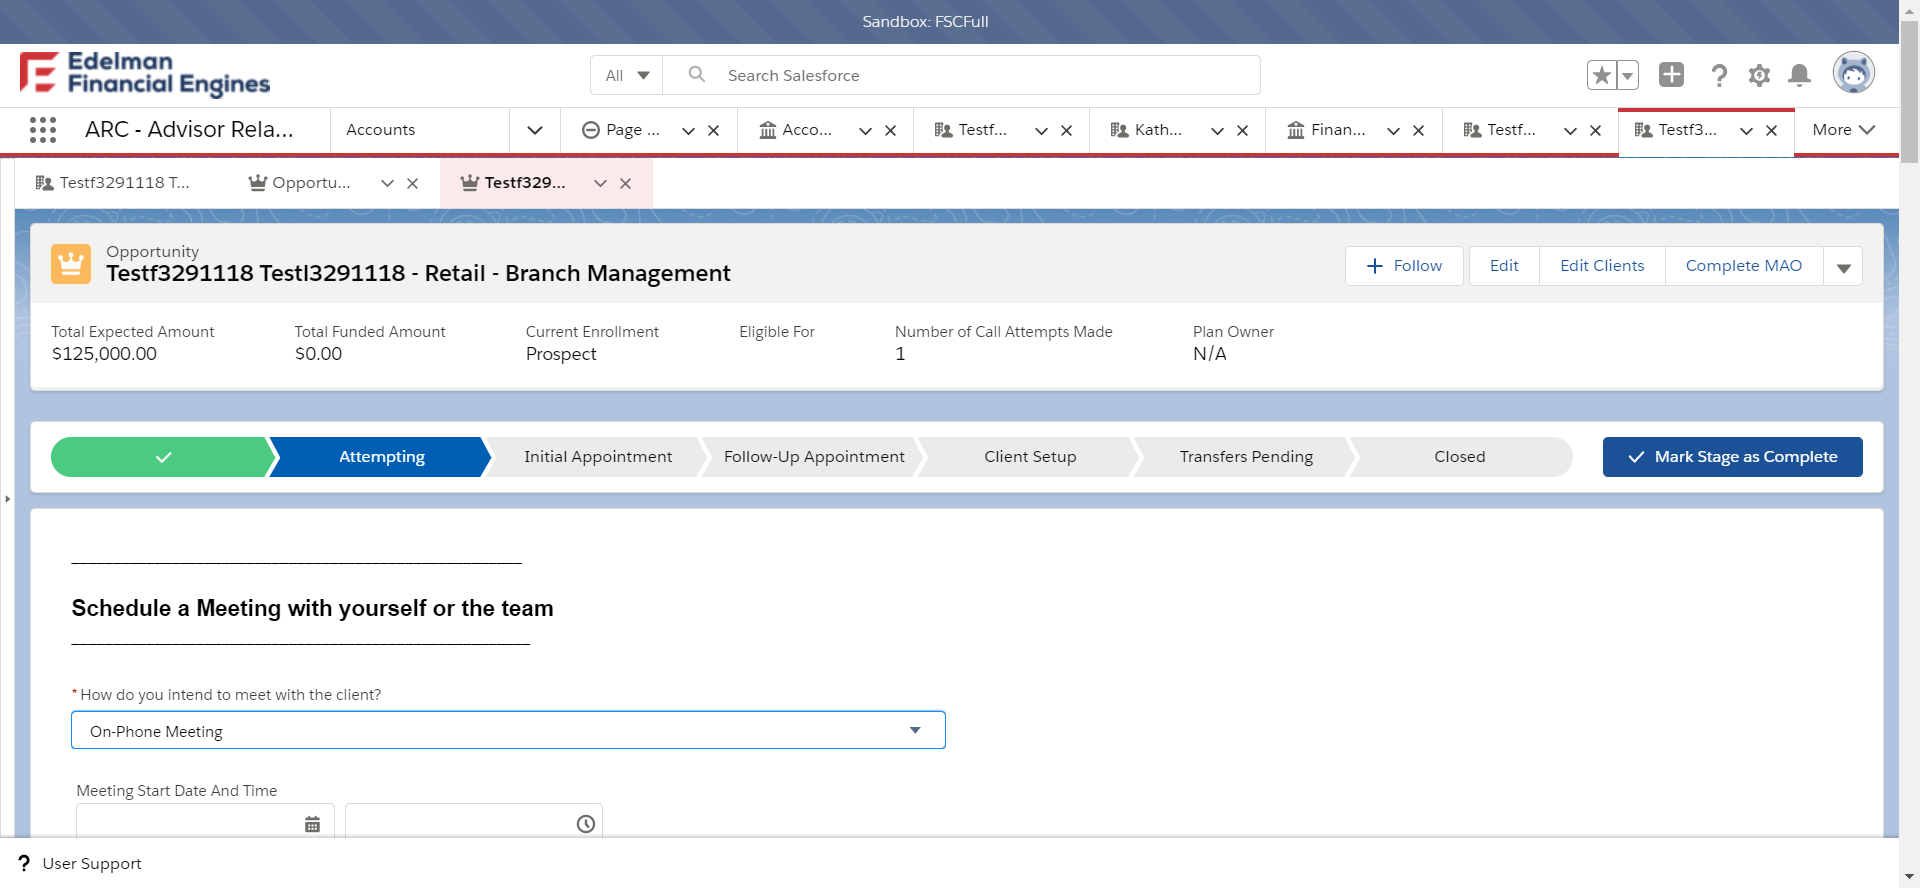 Sandbox: FSCFull
Edelman
Financial Engines
All
Search Salesforce
ARC - Advisor Rela...
Accounts
Page ...
Acco...
Testf...
Kath...
Finan...
Testf...
Testf3...
More
Testf3291118 T...
Opportu...
Testf329...
Opportunity
Testf3291118 Testl3291118 - Retail - Branch Management
Follow
Edit
Edit Clients
Complete MAO
Total Expected Amount
Total Funded Amount
Current Enrollment
Eligible For
Number of Call Attempts Made
Plan Owner
$125,000.00
$0.00
Prospect
1
N/A
Attempting
Initial Appointment
Follow-Up Appointment
Client Setup
Transfers Pending
Closed
Mark Stage as Complete
Schedule a Meeting with yourself or the team
*How do you intend to meet with the client?
On-Phone Meeting
Meeting Start Date And Time
? User Support